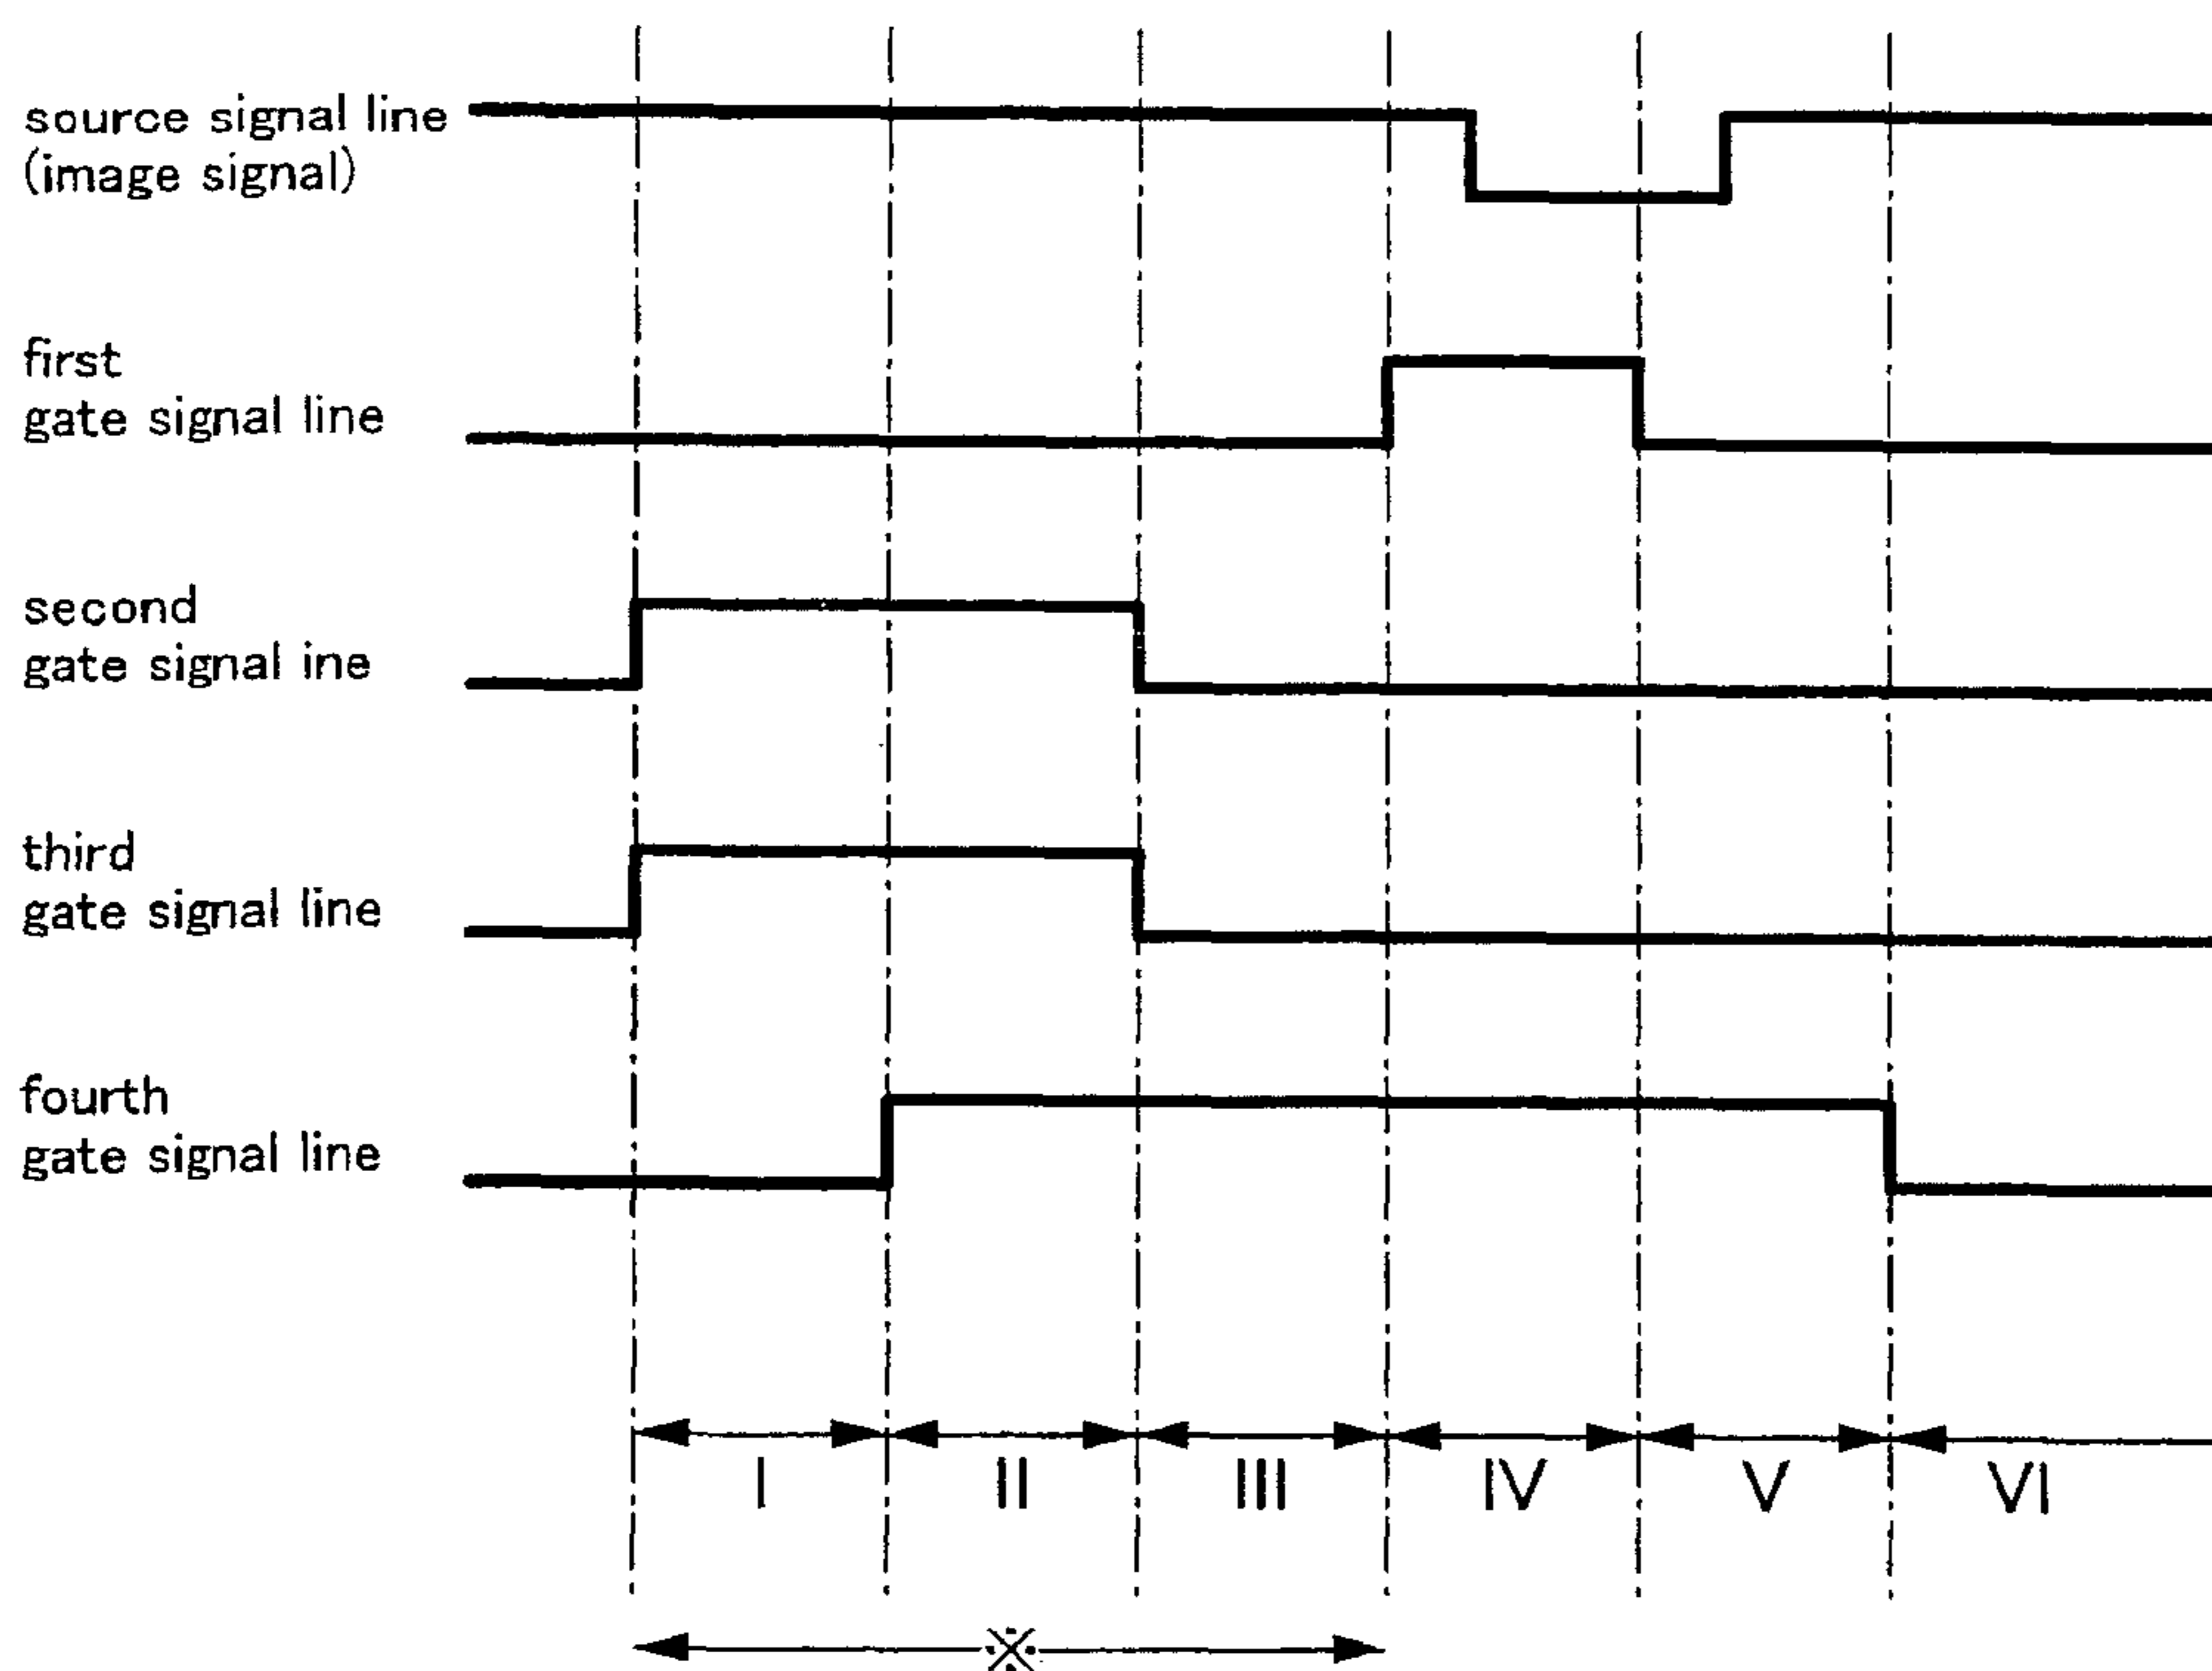 source signal line
(image signal)
first
gate signal line
second
gate signal ine
third
gate signal line
fourth
gate signal line
I II III IV V VI
※